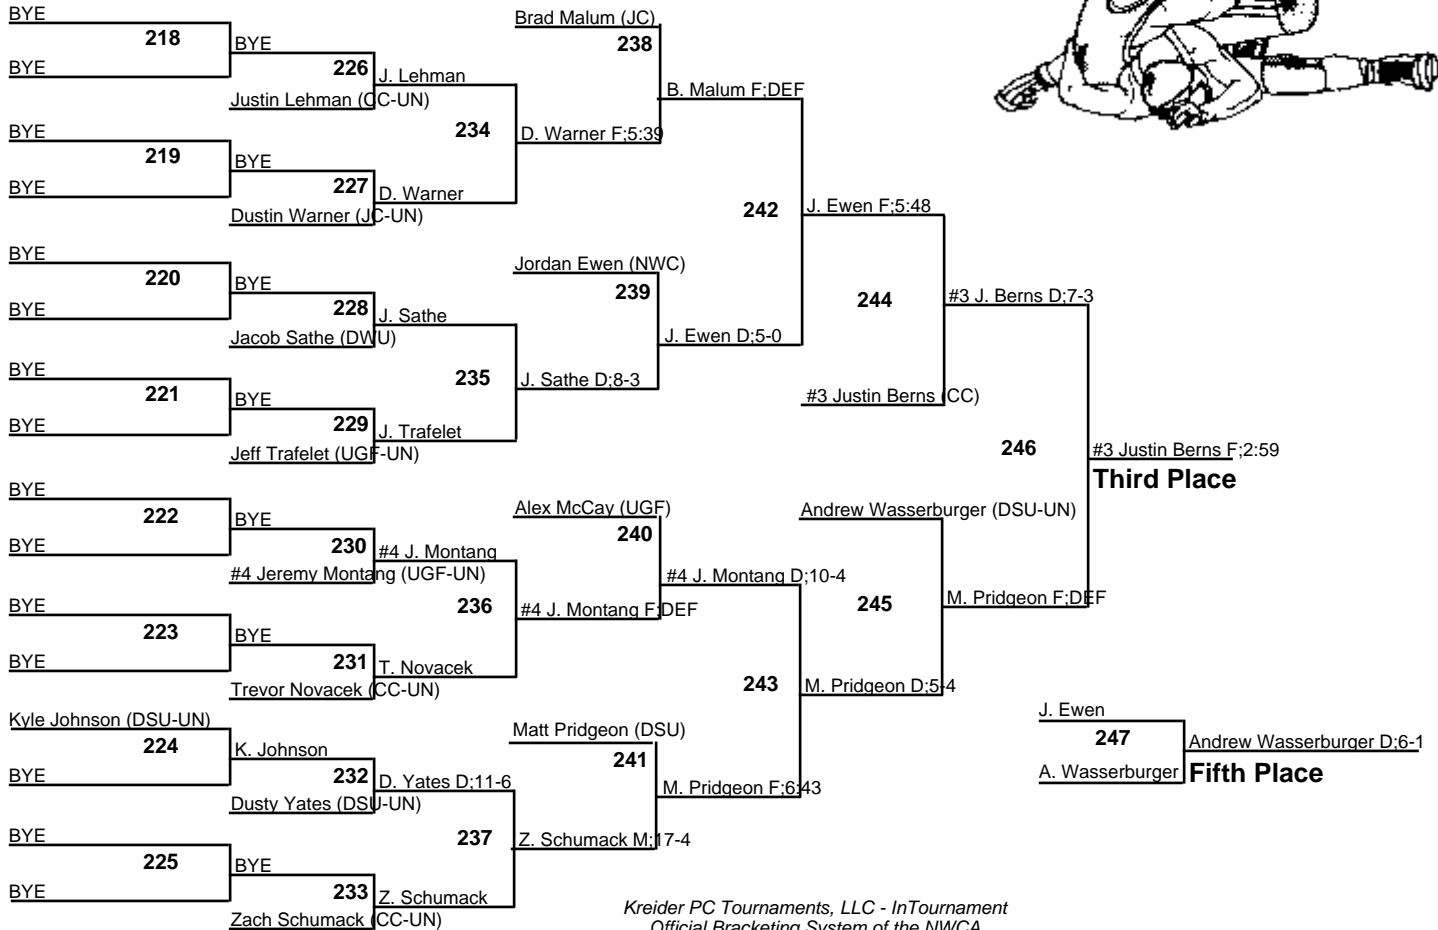 BYE
218
BYE
BYE
226
J. Lehman
Justin Lehman (CC-UN)
234
BYE
219
BYE
BYE
227
D. Warner
Dustin Warner (JC-UN)
Brad Malum (JC)
238
B. Malum F;DEF
D. Warner F;5:39
242
J. Ewen F;5:48
BYE
220
BYE
BYE
228
J. Sathe
Jacob Sathe (DWU)
235
J. Sathe D;8-3
BYE
221
BYE
BYE
229
J. Trafelet
Jeff Trafelet (UGF-UN)
Jordan Ewen (NWC)
239
J. Ewen D;5-0
244
#3 J. Berns D;7-3
#3 Justin Berns (CC)
246
#3 Justin Berns F;2:59
Third Place
BYE
222
BYE
BYE
230
#4 J. Montang
#4 Jeremy Montang (UGF-UN)
236
#4 J. Montang F;DEF
BYE
223
BYE
BYE
231
T. Novacek
Trevor Novacek (CC-UN)
Alex McCay (UGF)
240
#4 J. Montang D;10-4
Andrew Wasserburger (DSU-UN)
245
M. Pridgeon F;DEF
243
M. Pridgeon D;5-4
Kyle Johnson (DSU-UN)
224
K. Johnson
BYE
232
D. Yates D;11-6
Dusty Yates (DSU-UN)
237
Z. Schumack M;17-4
BYE
225
BYE
BYE
233
Z. Schumack
Zach Schumack (CC-UN)
Matt Pridgeon (DSU)
241
M. Pridgeon F;6:43
J. Ewen
247
Andrew Wasserburger D;6-1
A. Wasserburger
Fifth Place
Kreider PC Tournaments, LLC - InTournament
Official Bracketing System of the NWCA